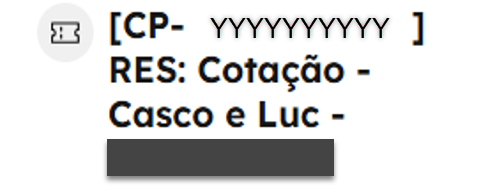 [CP- YYYYYYYYYY ]
RES: Cotação -
Casco e Luc -